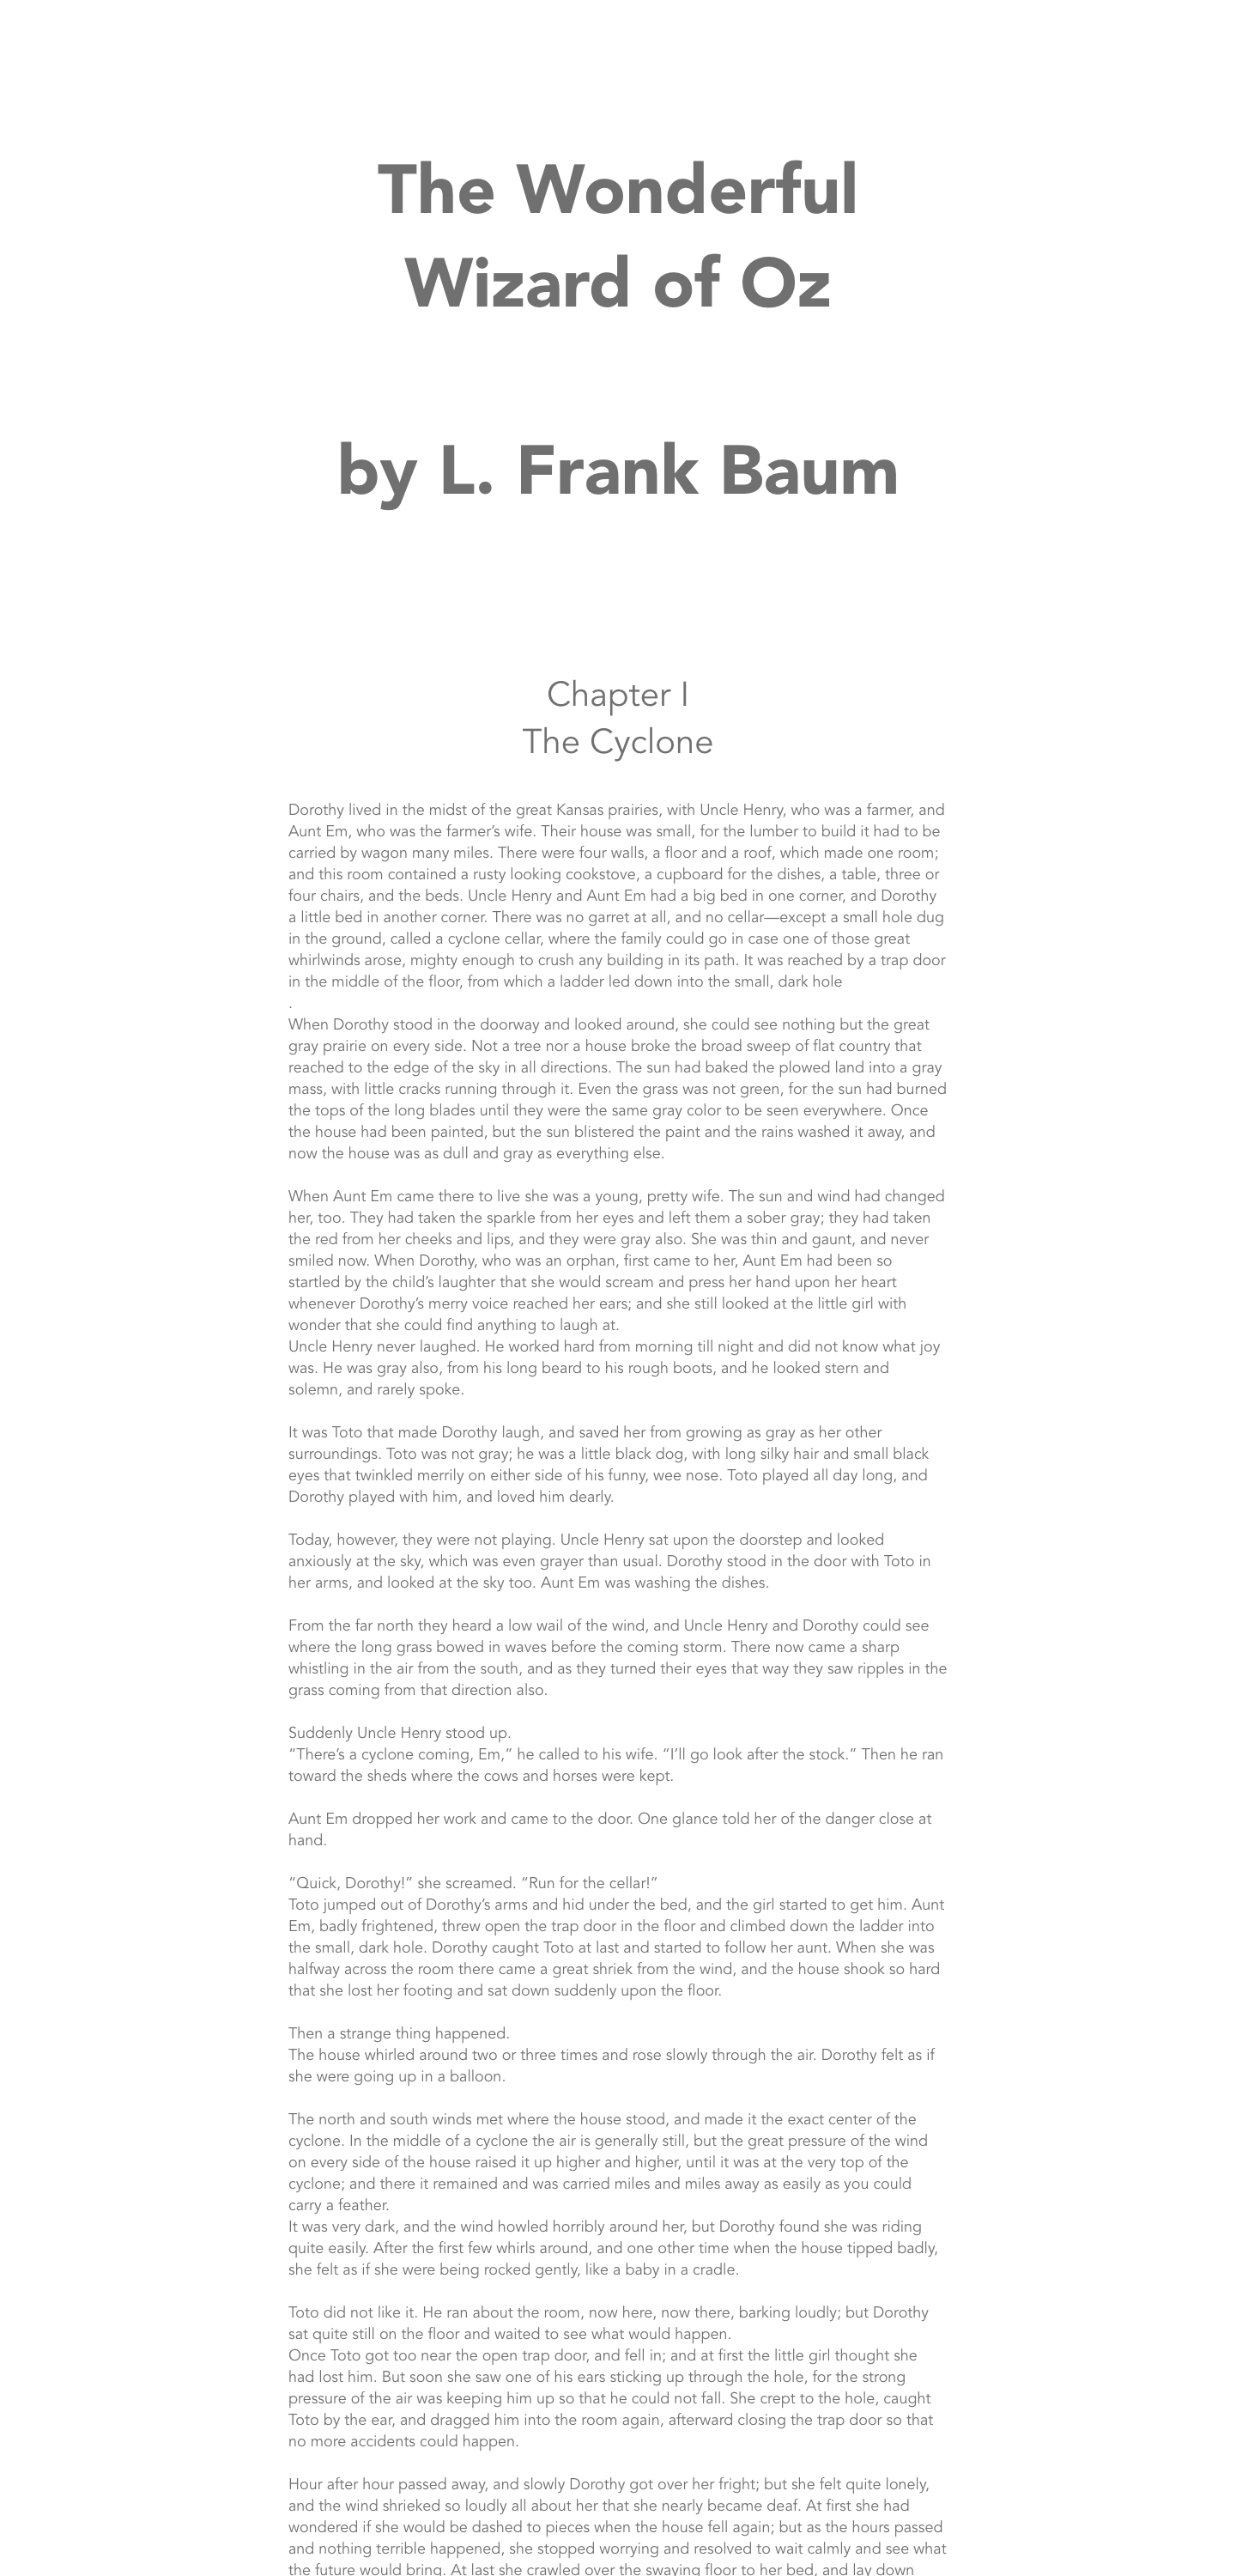 The Wonderful
Wizard of Oz
by L. Frank Baum
Chapter I
The Cyclone
Dorothy lived in the midst of the great Kansas prairies, with Uncle Henry, who was a farmer, and
Aunt Em, who was the farmer’s wife. Their house was small, for the lumber to build it had to be
carried by wagon many miles. There were four walls, a floor and a roof, which made one room;
and this room contained a rusty looking cookstove, a cupboard for the dishes, a table, three or
four chairs, and the beds. Uncle Henry and Aunt Em had a big bed in one corner, and Dorothy
a little bed in another corner. There was no garret at all, and no cellar—except a small hole dug
in the ground, called a cyclone cellar, where the family could go in case one of those great
whirlwinds arose, mighty enough to crush any building in its path. It was reached by a trap door
in the middle of the floor, from which a ladder led down into the small, dark hole
.
When Dorothy stood in the doorway and looked around, she could see nothing but the great
gray prairie on every side. Not a tree nor a house broke the broad sweep of flat country that
reached to the edge of the sky in all directions. The sun had baked the plowed land into a gray
mass, with little cracks running through it. Even the grass was not green, for the sun had burned
the tops of the long blades until they were the same gray color to be seen everywhere. Once
the house had been painted, but the sun blistered the paint and the rains washed it away, and
now the house was as dull and gray as everything else.
When Aunt Em came there to live she was a young, pretty wife. The sun and wind had changed
her, too. They had taken the sparkle from her eyes and left them a sober gray; they had taken
the red from her cheeks and lips, and they were gray also. She was thin and gaunt, and never
smiled now. When Dorothy, who was an orphan, first came to her, Aunt Em had been so
startled by the child’s laughter that she would scream and press her hand upon her heart
whenever Dorothy’s merry voice reached her ears; and she still looked at the little girl with
wonder that she could find anything to laugh at.
Uncle Henry never laughed. He worked hard from morning till night and did not know what joy
was. He was gray also, from his long beard to his rough boots, and he looked stern and
solemn, and rarely spoke.
It was Toto that made Dorothy laugh, and saved her from growing as gray as her other
surroundings. Toto was not gray; he was a little black dog, with long silky hair and small black
eyes that twinkled merrily on either side of his funny, wee nose. Toto played all day long, and
Dorothy played with him, and loved him dearly.
Today, however, they were not playing. Uncle Henry sat upon the doorstep and looked
anxiously at the sky, which was even grayer than usual. Dorothy stood in the door with Toto in
her arms, and looked at the sky too. Aunt Em was washing the dishes.
From the far north they heard a low wail of the wind, and Uncle Henry and Dorothy could see
where the long grass bowed in waves before the coming storm. There now came a sharp
whistling in the air from the south, and as they turned their eyes that way they saw ripples in the
grass coming from that direction also.
Suddenly Uncle Henry stood up.
“There’s a cyclone coming, Em,” he called to his wife. “I’ll go look after the stock.” Then he ran
toward the sheds where the cows and horses were kept.
Aunt Em dropped her work and came to the door. One glance told her of the danger close at
hand.
“Quick, Dorothy!” she screamed. “Run for the cellar!”
Toto jumped out of Dorothy’s arms and hid under the bed, and the girl started to get him. Aunt
Em, badly frightened, threw open the trap door in the floor and climbed down the ladder into
the small, dark hole. Dorothy caught Toto at last and started to follow her aunt. When she was
halfway across the room there came a great shriek from the wind, and the house shook so hard
that she lost her footing and sat down suddenly upon the floor.
Then a strange thing happened.
The house whirled around two or three times and rose slowly through the air. Dorothy felt as if
she were going up in a balloon.
The north and south winds met where the house stood, and made it the exact center of the
cyclone. In the middle of a cyclone the air is generally still, but the great pressure of the wind
on every side of the house raised it up higher and higher, until it was at the very top of the
cyclone; and there it remained and was carried miles and miles away as easily as you could
carry a feather.
It was very dark, and the wind howled horribly around her, but Dorothy found she was riding
quite easily. After the first few whirls around, and one other time when the house tipped badly,
she felt as if she were being rocked gently, like a baby in a cradle.
Toto did not like it. He ran about the room, now here, now there, barking loudly; but Dorothy
sat quite still on the floor and waited to see what would happen.
Once Toto got too near the open trap door, and fell in; and at first the little girl thought she
had lost him. But soon she saw one of his ears sticking up through the hole, for the strong
pressure of the air was keeping him up so that he could not fall. She crept to the hole, caught
Toto by the ear, and dragged him into the room again, afterward closing the trap door so that
no more accidents could happen.
Hour after hour passed away, and slowly Dorothy got over her fright; but she felt quite lonely,
and the wind shrieked so loudly all about her that she nearly became deaf. At first she had
wondered if she would be dashed to pieces when the house fell again; but as the hours passed
and nothing terrible happened, she stopped worrying and resolved to wait calmly and see what
the future would bring. At last she crawled over the swaying floor to her bed, and lay down